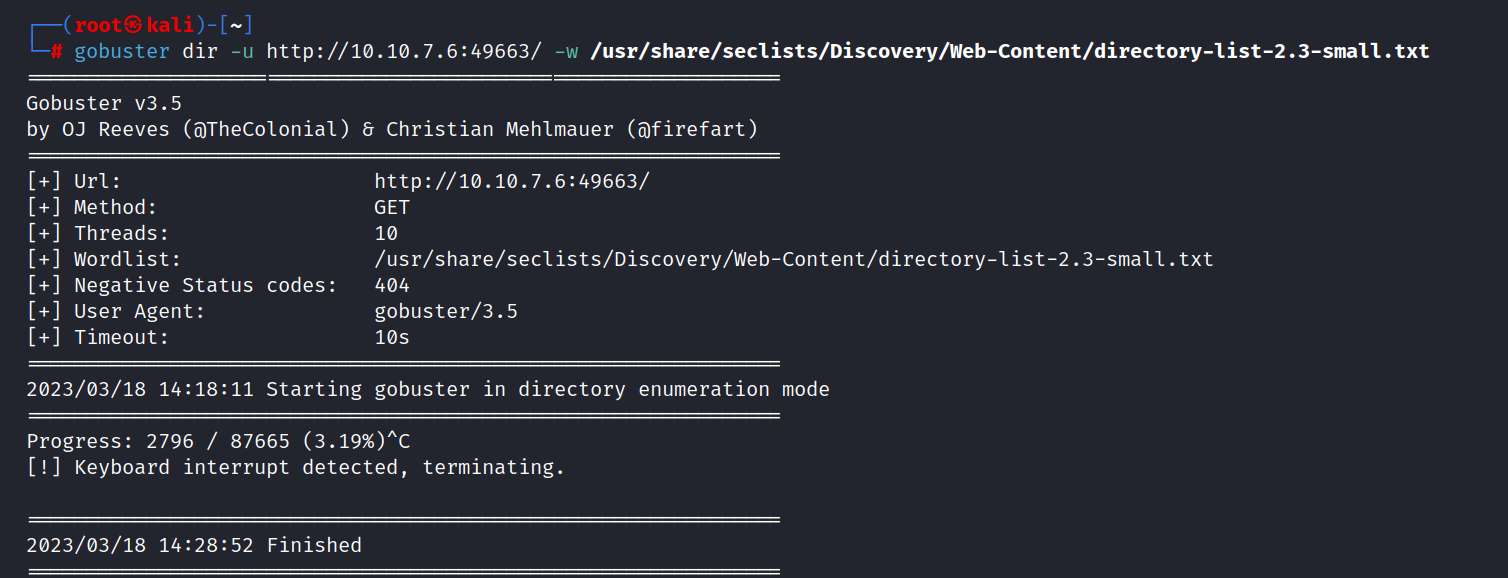 ┌──(root㉿kali)-[~]
└─# gobuster dir -u http://10.10.7.6:49663/ -w /usr/share/seclists/Discovery/Web-Content/directory-list-2.3-small.txt
===============================================================
Gobuster v3.5
by OJ Reeves (@TheColonial) & Christian Mehlmauer (@firefart)
===============================================================
[+] Url:                     http://10.10.7.6:49663/
[+] Method:                  GET
[+] Threads:                 10
[+] Wordlist:                /usr/share/seclists/Discovery/Web-Content/directory-list-2.3-small.txt
[+] Negative Status codes:   404
[+] User Agent:              gobuster/3.5
[+] Timeout:                 10s
===============================================================
2023/03/18 14:18:11 Starting gobuster in directory enumeration mode
===============================================================
Progress: 2796 / 87665 (3.19%)^C
[!] Keyboard interrupt detected, terminating.

===============================================================
2023/03/18 14:28:52 Finished
===============================================================